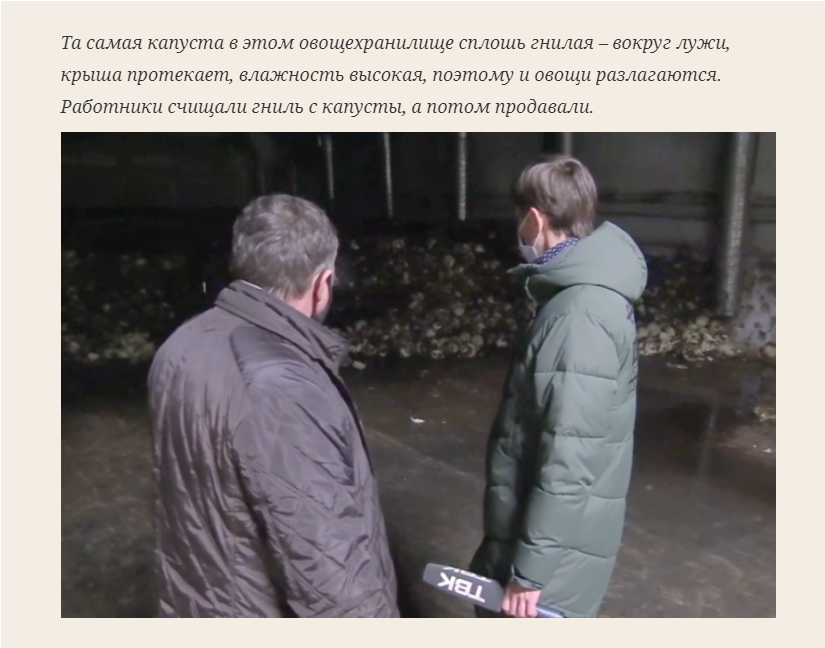 Та самая капуста в этом овощехранилище сплошь гнилая – вокруг лужи,
крыша протекает, влажность высокая, поэтому и овощи разлагаются.
Работники счищали гниль с капусты, а потом продавали.
ТВК
ТВК